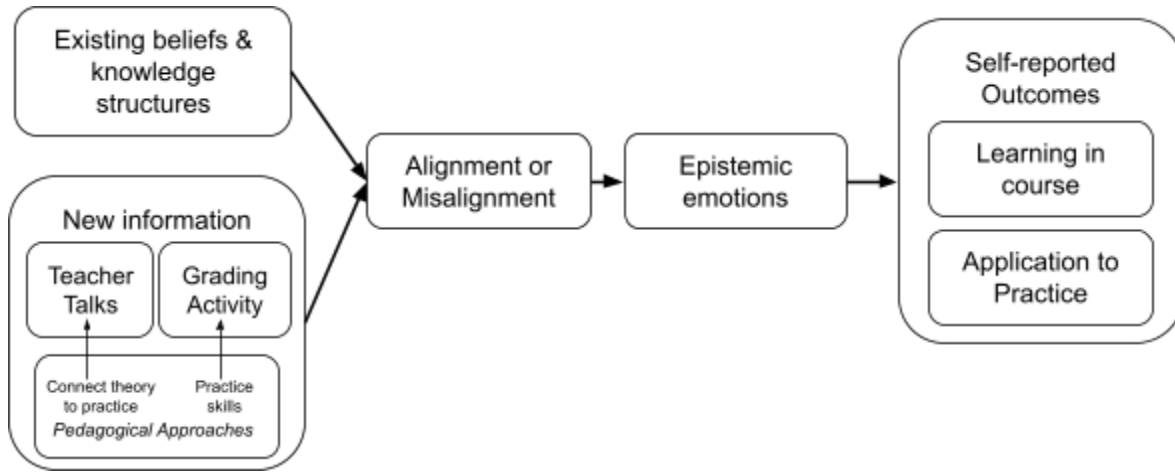 Existing beliefs &
knowledge
structures
New information
Teacher
Talks
Grading
Activity
Connect theory
to practice
Practice
skills
Pedagogical Approaches
Alignment or
Misalignment
Epistemic
emotions
Self-reported
Outcomes
Learning in
course
Application to
Practice